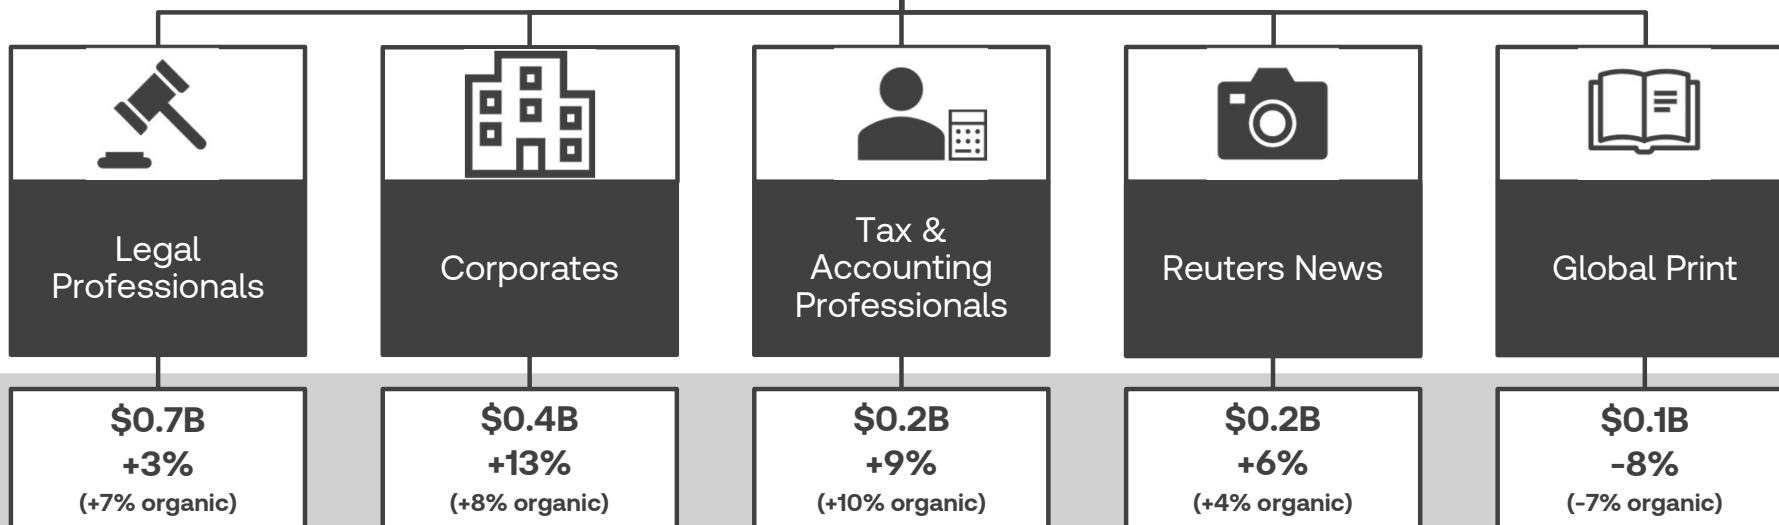 Legal
Professionals
Corporates
Tax &
Accounting
Professionals
Reuters News
Global Print
$0.7B
+3%
(+7% organic)
$0.4B
+13%
(+8% organic)
$0.2B
+9%
(+10% organic)
$0.2B
+6%
(+4% organic)
$0.1B
-8%
(-7% organic)